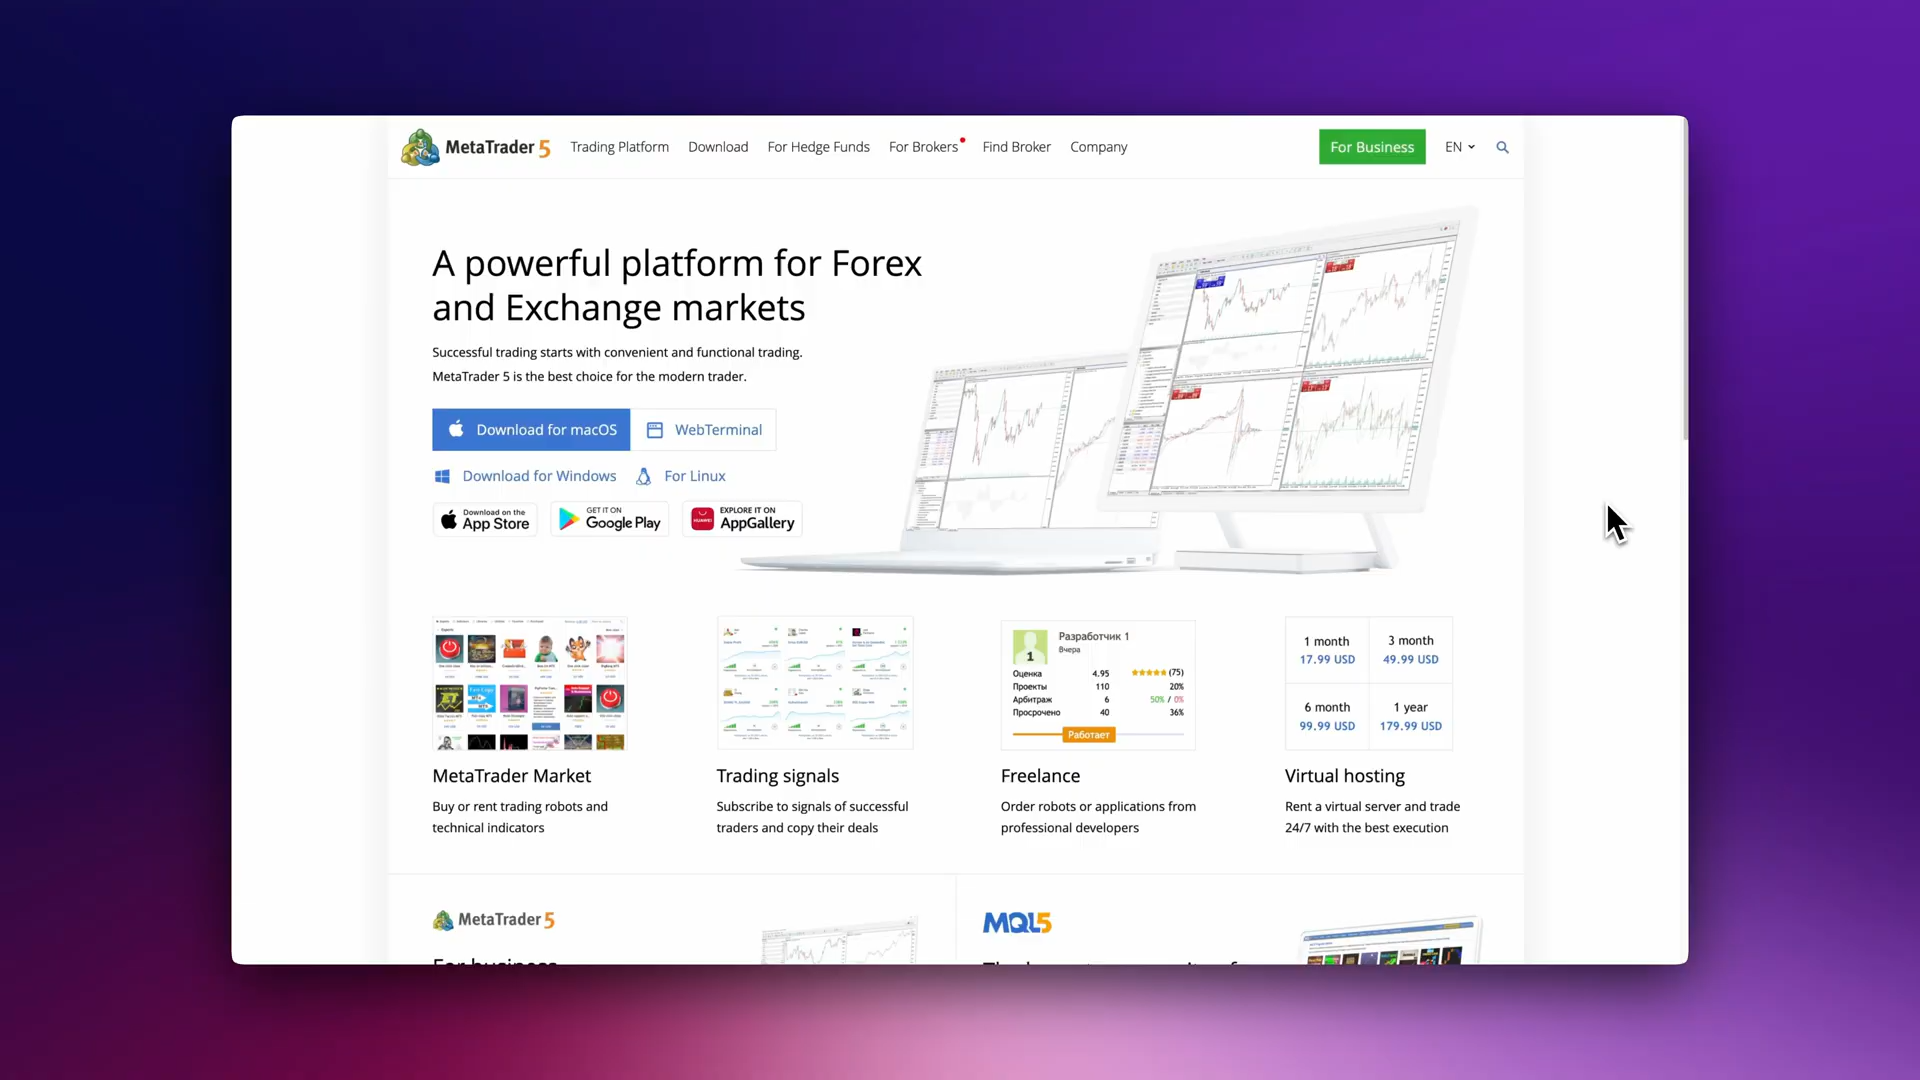 MetaTrader 5
Trading Platform
Download
For Hedge Funds
For Brokers
Find Broker
Company
For Business
EN
A powerful platform for Forex
and Exchange markets
Successful trading starts with convenient and functional trading.
MetaTrader 5 is the best choice for the modern trader.
Download for macOS
WebTerminal
Download for Windows
For Linux
Download on the
App Store
GET IT ON
Google Play
HUAWEI
EXPLORE IT ON
AppGallery
1
Разработчик 1
Вчера
Оценка 4.95 (75)
Проекты 110 20%
Арбитраж 6 50% / 0%
Просрочено 40 36%
Работает
1 month
17.99 USD
3 month
49.99 USD
6 month
99.99 USD
1 year
179.99 USD
MetaTrader Market
Buy or rent trading robots and
technical indicators
Trading signals
Subscribe to signals of successful
traders and copy their deals
Freelance
Order robots or applications from
professional developers
Virtual hosting
Rent a virtual server and trade
24/7 with the best execution
MetaTrader 5
For business
MQL5